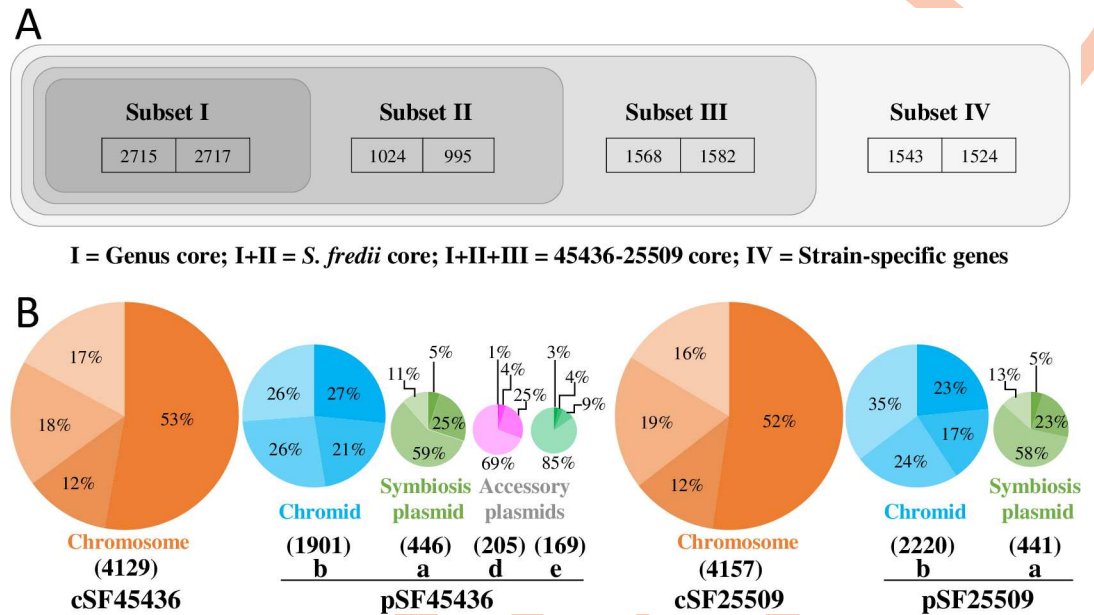 A
Subset I
Subset II
Subset III
Subset IV
2715 2717
1024 995
1568 1582
1543 1524
I = Genus core; I+II = S. fredii core; I+II+III = 45436-25509 core; IV = Strain-specific genes
B
17%
18%
12%
53%
26%
27%
26%
21%
11%
5%
25%
59%
1%
4%
25%
69%
3%
4%
9%
85%
16%
19%
12%
52%
35%
23%
24%
17%
13%
5%
23%
58%
Chromosome
(4129)
cSF45436
Chromid
(1901)
b
Symbiosis
plasmid
(446)
a
Accessory
plasmids
(205) (169)
d e
pSF45436
Chromosome
(4157)
cSF25509
Chromid
(2220)
b
Symbiosis
plasmid
(441)
a
pSF25509